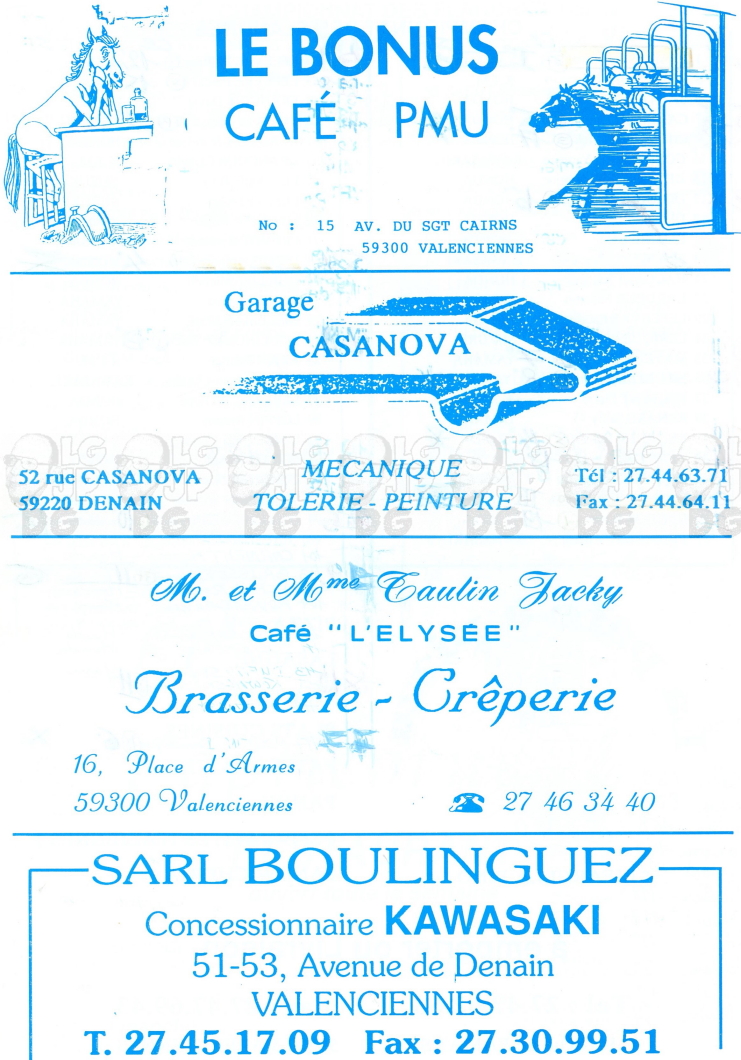 LE BONUS
CAFÉ PMU
No : 15 AV. DU SGT CAIRNS
59300 VALENCIENNES
Garage
CASANOVA
52 rue CASANOVA
59220 DENAIN
MECANIQUE
TOLERIE - PEINTURE
Tél : 27.44.63.71
Fax : 27.44.64.11
M. et Mme Taulin Jacky
Café "L'ELYSÉE"
Brasserie - Crêperie
16, Place d'Armes
59300 Valenciennes
☎ 27 46 34 40
SARL BOULINGUEZ
Concessionnaire KAWASAKI
51-53, Avenue de Denain
VALENCIENNES
T. 27.45.17.09 Fax : 27.30.99.51